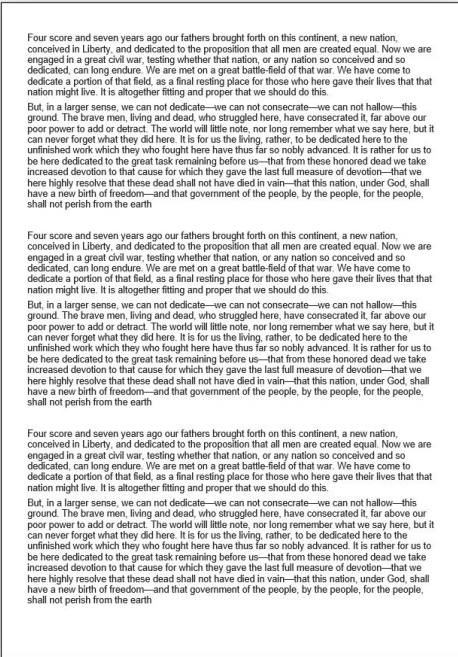 Four score and seven years ago our fathers brought forth on this continent, a new nation,
conceived in Liberty, and dedicated to the proposition that all men are created equal. Now we are
engaged in a great civil war, testing whether that nation, or any nation so conceived and so
dedicated, can long endure. We are met on a great battle-field of that war. We have come to
dedicate a portion of that field, as a final resting place for those who here gave their lives that that
nation might live. It is altogether fitting and proper that we should do this.
But, in a larger sense, we can not dedicate—we can not consecrate—we can not hallow—this
ground. The brave men, living and dead, who struggled here, have consecrated it, far above our
poor power to add or detract. The world will little note, nor long remember what we say here, but it
can never forget what they did here. It is for us the living, rather, to be dedicated here to the
unfinished work which they who fought here have thus far so nobly advanced. It is rather for us to
be here dedicated to the great task remaining before us—that from these honored dead we take
increased devotion to that cause for which they gave the last full measure of devotion—that we
here highly resolve that these dead shall not have died in vain—that this nation, under God, shall
have a new birth of freedom—and that government of the people, by the people, for the people,
shall not perish from the earth
Four score and seven years ago our fathers brought forth on this continent, a new nation,
conceived in Liberty, and dedicated to the proposition that all men are created equal. Now we are
engaged in a great civil war, testing whether that nation, or any nation so conceived and so
dedicated, can long endure. We are met on a great battle-field of that war. We have come to
dedicate a portion of that field, as a final resting place for those who here gave their lives that that
nation might live. It is altogether fitting and proper that we should do this.
But, in a larger sense, we can not dedicate—we can not consecrate—we can not hallow—this
ground. The brave men, living and dead, who struggled here, have consecrated it, far above our
poor power to add or detract. The world will little note, nor long remember what we say here, but it
can never forget what they did here. It is for us the living, rather, to be dedicated here to the
unfinished work which they who fought here have thus far so nobly advanced. It is rather for us to
be here dedicated to the great task remaining before us—that from these honored dead we take
increased devotion to that cause for which they gave the last full measure of devotion—that we
here highly resolve that these dead shall not have died in vain—that this nation, under God, shall
have a new birth of freedom—and that government of the people, by the people, for the people,
shall not perish from the earth
Four score and seven years ago our fathers brought forth on this continent, a new nation,
conceived in Liberty, and dedicated to the proposition that all men are created equal. Now we are
engaged in a great civil war, testing whether that nation, or any nation so conceived and so
dedicated, can long endure. We are met on a great battle-field of that war. We have come to
dedicate a portion of that field, as a final resting place for those who here gave their lives that that
nation might live. It is altogether fitting and proper that we should do this.
But, in a larger sense, we can not dedicate—we can not consecrate—we can not hallow—this
ground. The brave men, living and dead, who struggled here, have consecrated it, far above our
poor power to add or detract. The world will little note, nor long remember what we say here, but it
can never forget what they did here. It is for us the living, rather, to be dedicated here to the
unfinished work which they who fought here have thus far so nobly advanced. It is rather for us to
be here dedicated to the great task remaining before us—that from these honored dead we take
increased devotion to that cause for which they gave the last full measure of devotion—that we
here highly resolve that these dead shall not have died in vain—that this nation, under God, shall
have a new birth of freedom—and that government of the people, by the people, for the people,
shall not perish from the earth